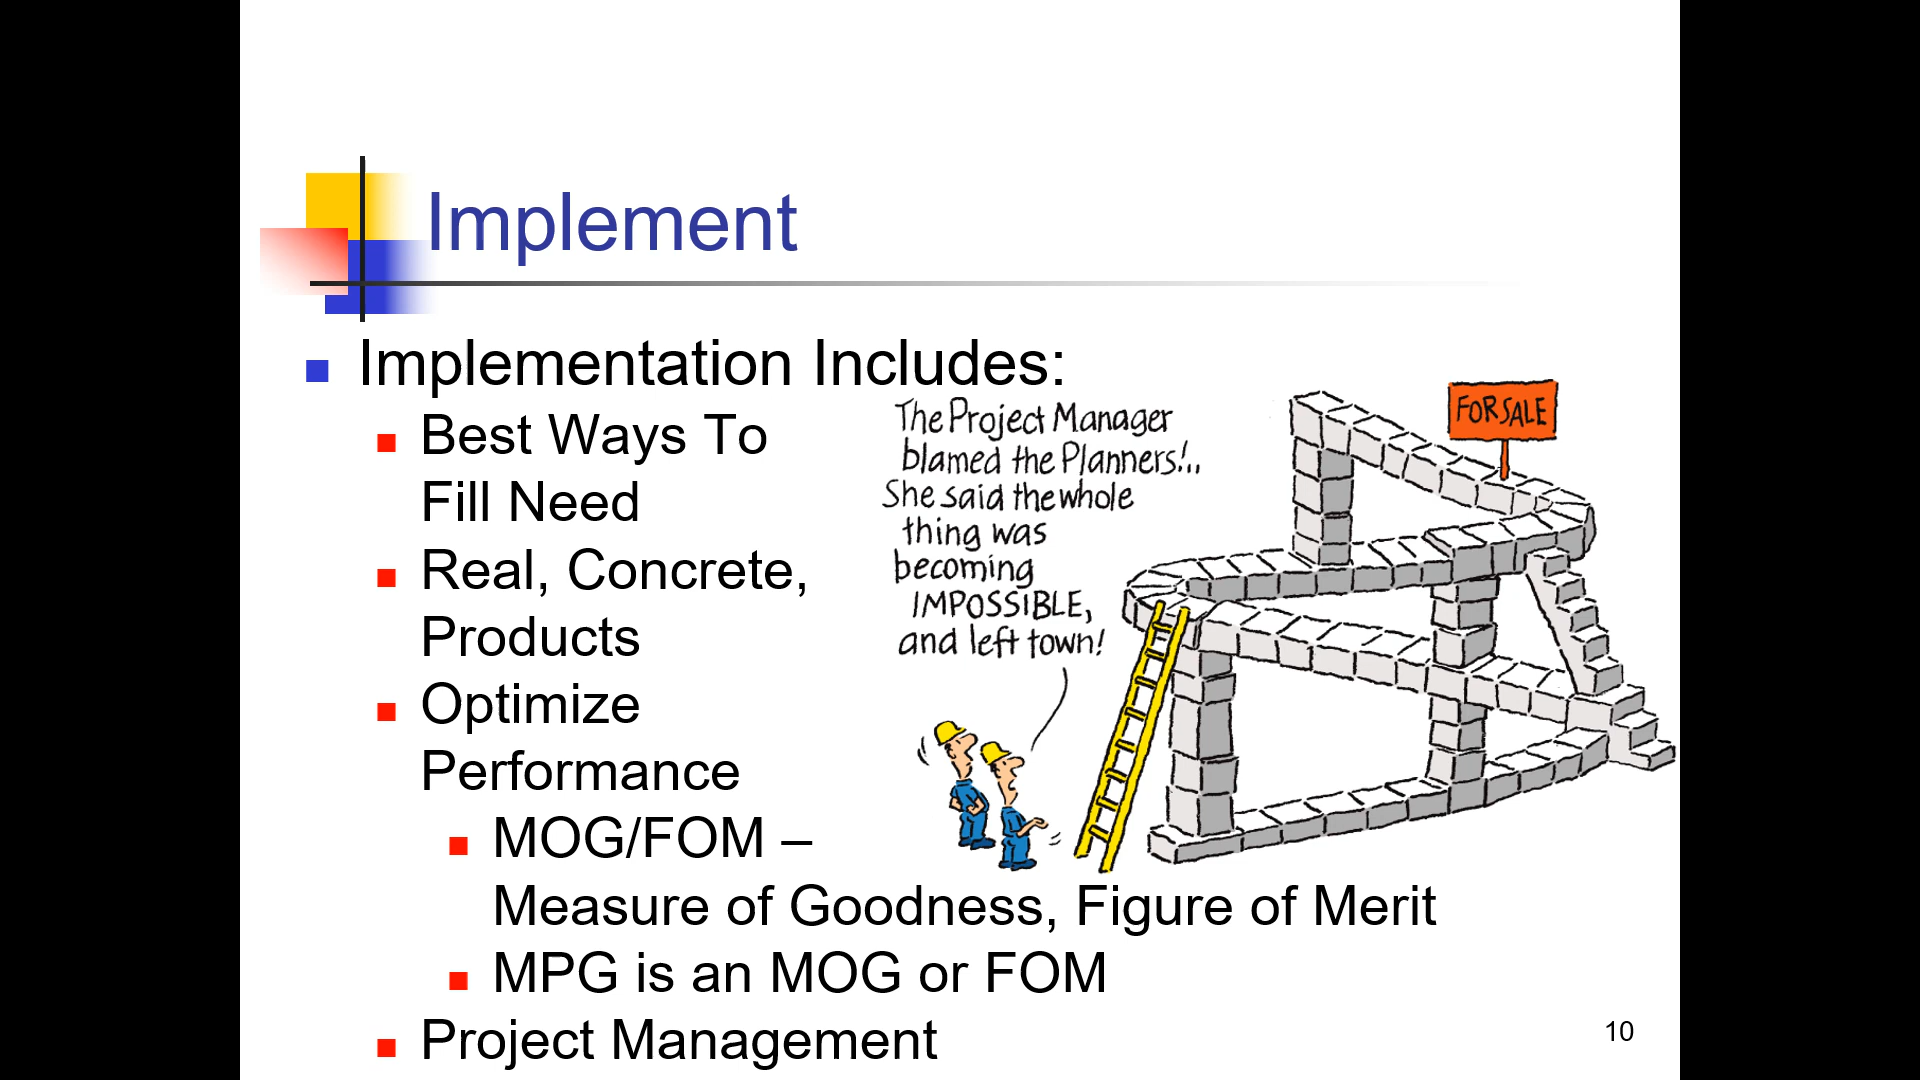 Implement
Implementation Includes:
Best Ways To
Fill Need
Real, Concrete,
Products
Optimize
Performance
MOG/FOM –
Measure of Goodness, Figure of Merit
MPG is an MOG or FOM
Project Management
The Project Manager
blamed the Planners!..
She said the whole
thing was
becoming
IMPOSSIBLE,
and left town!
FOR SALE
10